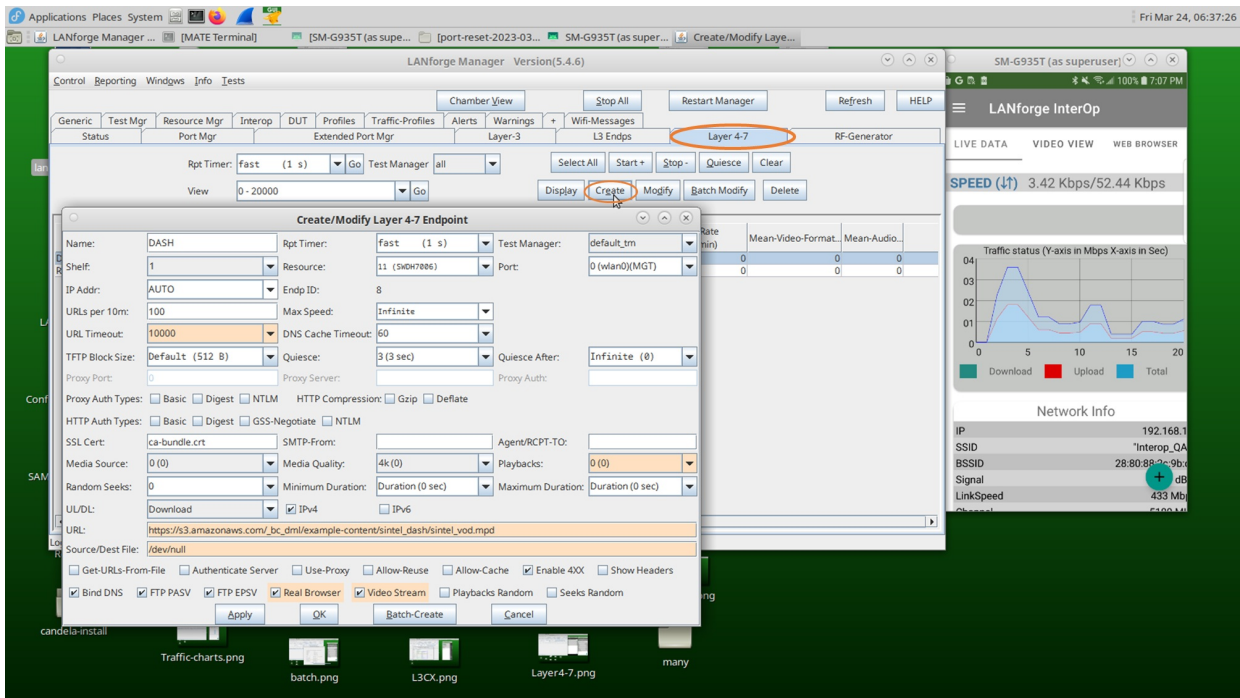 Applications Places System Fri Mar 24, 06:37:26
LANforge Manager ... [MATE Terminal] [SM-G935T (as supe... [port-reset-2023-03... SM-G935T (as super... Create/Modify Laye...
LANforge Manager Version(5.4.6)
Control Reporting Windows Info Tests
Chamber View Stop All Restart Manager Refresh HELP
Generic Test Mgr Resource Mgr Interop DUT Profiles Traffic-Profiles Alerts Warnings + Wifi-Messages
Status Port Mgr Extended Port Mgr Layer-3 L3 Endps Layer 4-7 RF-Generator
Rpt Timer: fast (1 s) Go Test Manager all Select All Start + Stop - Quiesce Clear
View 0 - 20000 Go Display Create Modify Batch Modify Delete
Rate
Mean-Video-Format... Mean-Audio...
0 0 0
0 0 0
Create/Modify Layer 4-7 Endpoint
Name: DASH Rpt Timer: fast (1 s) Test Manager: default_tm
Shelf: 1 Resource: 11 (SWDH7006) Port: 0 (wlan0)(MGT)
IP Addr: AUTO Endp ID: 8
URLs per 10m: 100 Max Speed: Infinite
URL Timeout: 10000 DNS Cache Timeout: 60
TFTP Block Size: Default (512 B) Quiesce: 3 (3 sec) Quiesce After: Infinite (0)
Proxy Port: 0 Proxy Server: Proxy Auth:
Proxy Auth Types: Basic Digest NTLM HTTP Compression: Gzip Deflate
HTTP Auth Types: Basic Digest GSS-Negotiate NTLM
SSL Cert: ca-bundle.crt SMTP-From: Agent/RCPT-TO:
Media Source: 0 (0) Media Quality: 4k (0) Playbacks: 0 (0)
Random Seeks: 0 Minimum Duration: Duration (0 sec) Maximum Duration: Duration (0 sec)
UL/DL: Download IPv4 IPv6
URL: https://s3.amazonaws.com/_bc_dml/example-content/sintel_dash/sintel_vod.mpd
Source/Dest File: /dev/null
Get-URLs-From-File Authenticate Server Use-Proxy Allow-Reuse Allow-Cache Enable 4XX Show Headers
Bind DNS FTP PASV FTP EPSV Real Browser Video Stream Playbacks Random Seeks Random
Apply OK Batch-Create Cancel
SM-G935T (as superuser)
100% 7:07 PM
LANforge InterOp
LIVE DATA VIDEO VIEW WEB BROWSER
SPEED 3.42 Kbps/52.44 Kbps
Traffic status (Y-axis in Mbps X-axis in Sec)
04
03
02
01
0
0 5 10 15 20
Download Upload Total
Network Info
IP 192.168.1
SSID "Interop_QA
BSSID
Signal dB
LinkSpeed 433 Mb
candela-install
Traffic-charts.png
batch.png
L3CX.png
Layer4-7.png
many